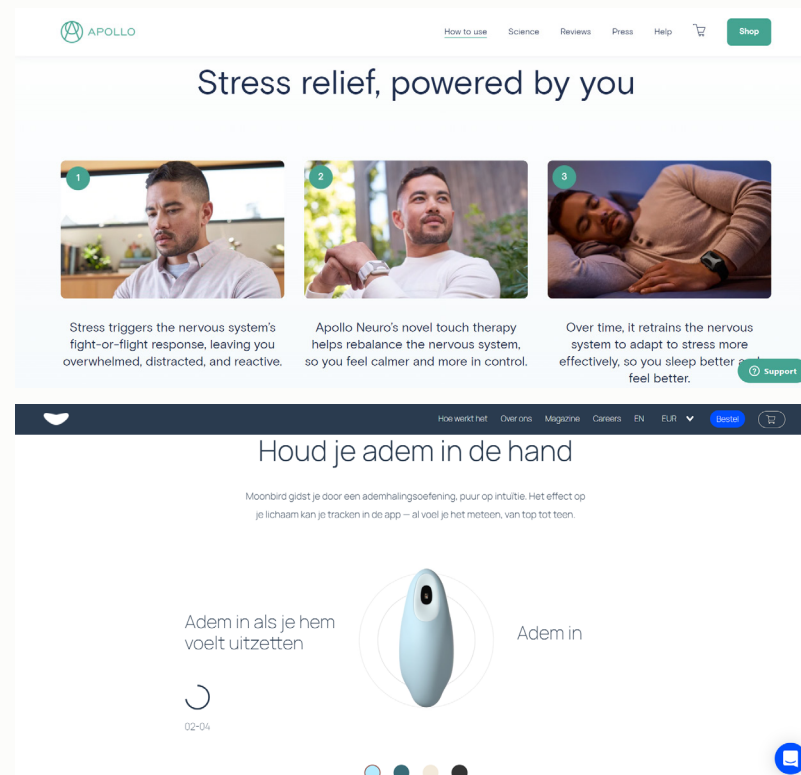 APOLLO
How to use Science Reviews Press Help Shop
Stress relief, powered by you
1
2
3
Stress triggers the nervous system's
fight-or-flight response, leaving you
overwhelmed, distracted, and reactive.
Apollo Neuro's novel touch therapy
helps rebalance the nervous system,
so you feel calmer and more in control.
Over time, it retrains the nervous
system to adapt to stress more
effectively, so you sleep better
feel better.
Support
Hoe werkt het Over ons Magazine Careers EN EUR Bestel
Houd je adem in de hand
Moonbird gidst je door een ademhalingsoefening, puur op intuïtie. Het effect op
je lichaam kan je tracken in de app — al voel je het meteen, van top tot teen.
Adem in als je hem
voelt uitzetten
02-04
Adem in